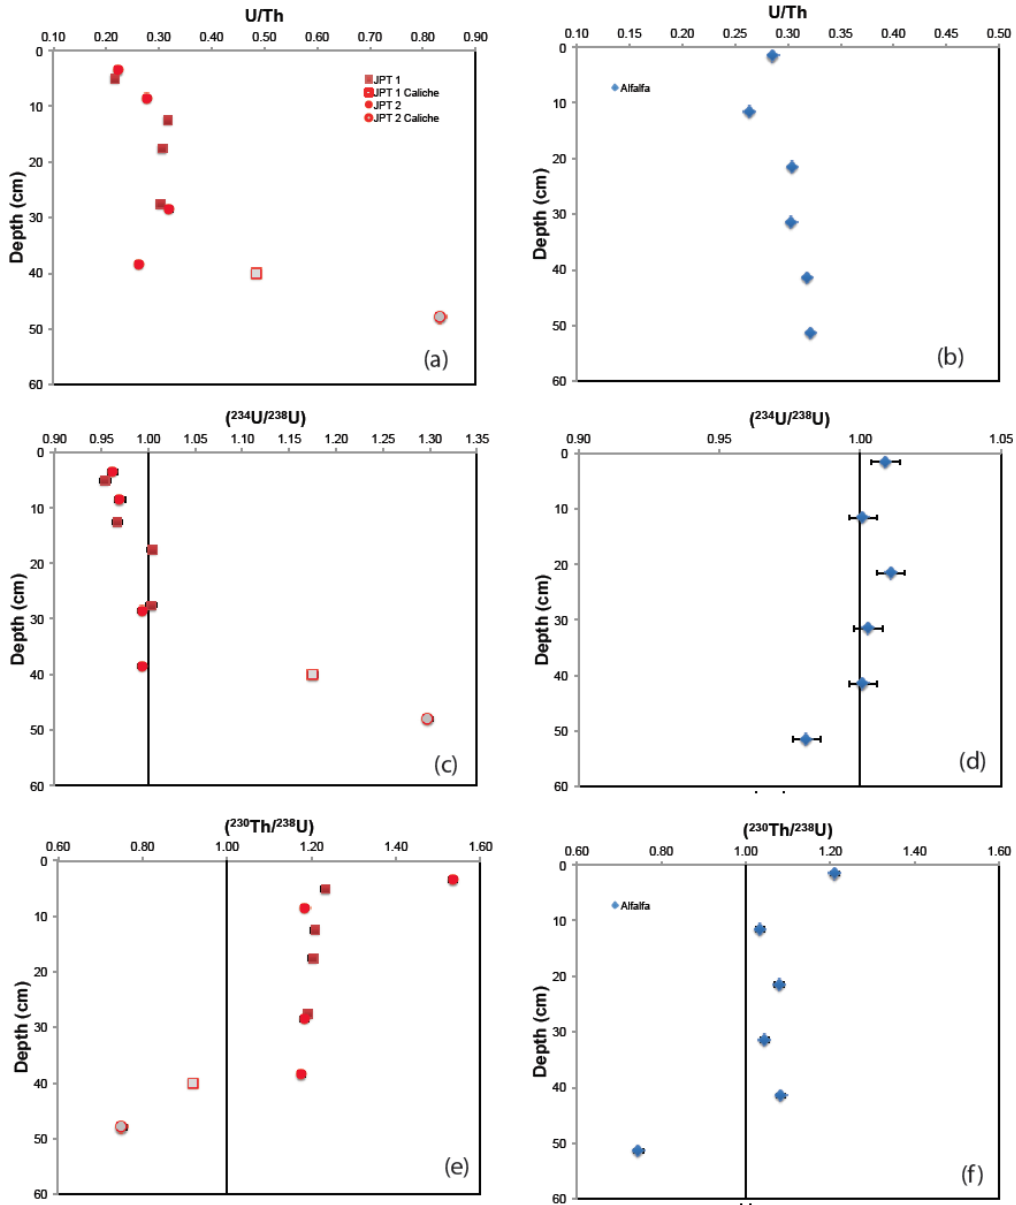 U/Th
0.10 0.20 0.30 0.40 0.50 0.60 0.70 0.80 0.90
0
10
20
30
40
50
60
Depth (cm)
JPT 1
JPT 1 Caliche
JPT 2
JPT 2 Caliche
(a)
U/Th
0.10 0.15 0.20 0.25 0.30 0.35 0.40 0.45 0.50
0
10
20
30
40
50
60
Depth (cm)
Alfalfa
(b)
(²³⁴U/²³⁸U)
0.90 0.95 1.00 1.05 1.10 1.15 1.20 1.25 1.30 1.35
0
10
20
30
40
50
60
Depth (cm)
(c)
(²³⁴U/²³⁸U)
0.90 0.95 1.00 1.05
0
10
20
30
40
50
60
Depth (cm)
(d)
(²³⁰Th/²³⁸U)
0.60 0.80 1.00 1.20 1.40 1.60
0
10
20
30
40
50
60
Depth (cm)
(e)
(²³⁰Th/²³⁸U)
0.60 0.80 1.00 1.20 1.40 1.60
0
10
20
30
40
50
60
Depth (cm)
Alfalfa
(f)